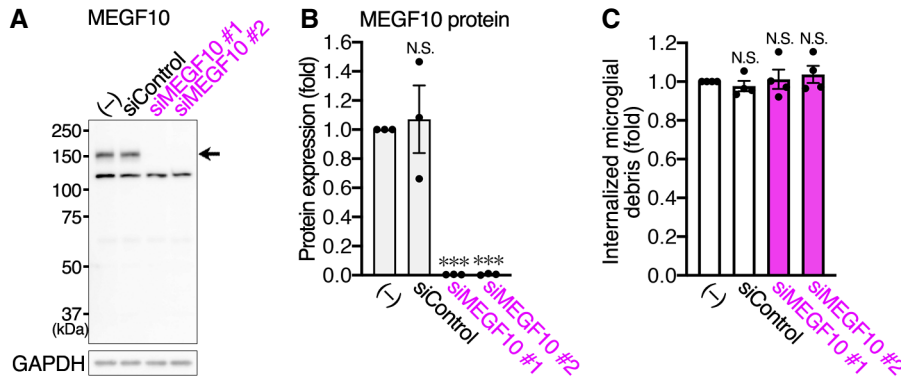 A
MEGF10
(–)
siControl
siMEGF10 #1
siMEGF10 #2
250
150
100
75
50
37
(kDa)
GAPDH
B
MEGF10 protein
Protein expression (fold)
1.6
1.4
1.2
1.0
0.8
0.6
0.4
0.2
0.0
N.S.
***
***
(–)
siControl
siMEGF10 #1
siMEGF10 #2
C
Internalized microglial
debris (fold)
1.2
1.0
0.8
0.6
0.4
0.2
0.0
N.S.
N.S.
N.S.
(–)
siControl
siMEGF10 #1
siMEGF10 #2